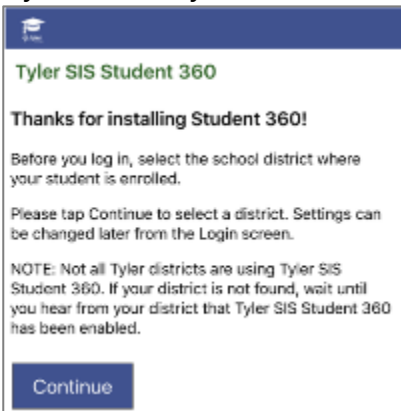 Tyler SIS Student 360
Thanks for installing Student 360!
Before you log in, select the school district where
your student is enrolled.
Please tap Continue to select a district. Settings can
be changed later from the Login screen.
NOTE: Not all Tyler districts are using Tyler SIS
Student 360. If your district is not found, wait until
you hear from your district that Tyler SIS Student 360
has been enabled.
Continue